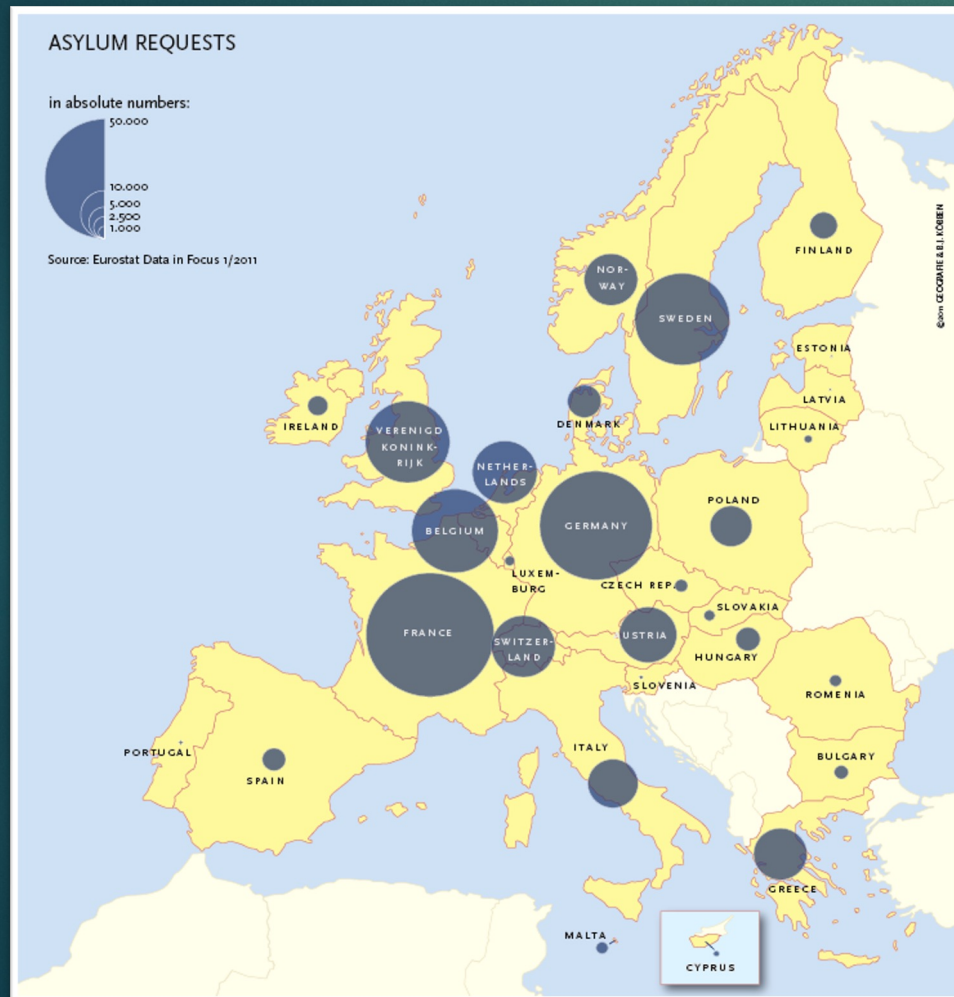 ASYLUM REQUESTS
in absolute numbers:
50.000
10.000
5.000
2.500
1.000
Source: Eurostat Data in Focus 1/2011
©2011 GEOGRAFIE & B.J. KÖBBEN
FINLAND
NOR-
WAY
SWEDEN
ESTONIA
LATVIA
LITHUANIA
DENMARK
IRELAND
VERENIGD
KONINK-
RIJK
NETHER-
LANDS
BELGIUM
GERMANY
POLAND
LUXEM-
BURG
CZECH REP.
SLOVAKIA
FRANCE
SWITZER-
LAND
USTRIA
HUNGARY
SLOVENIA
ROMENIA
PORTUGAL
SPAIN
ITALY
BULGARY
GREECE
MALTA
CYPRUS